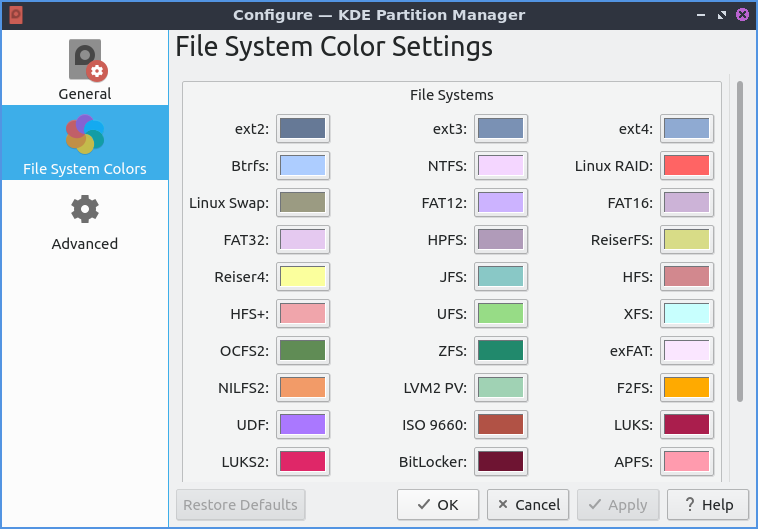 Configure — KDE Partition Manager
General
File System Colors
Advanced
File System Color Settings
File Systems
ext2: ext3: ext4:
Btrfs: NTFS: Linux RAID:
Linux Swap: FAT12: FAT16:
FAT32: HPFS: ReiserFS:
Reiser4: JFS: HFS:
HFS+: UFS: XFS:
OCFS2: ZFS: exFAT:
NILFS2: LVM2 PV: F2FS:
UDF: ISO 9660: LUKS:
LUKS2: BitLocker: APFS:
Restore Defaults OK Cancel Apply ? Help